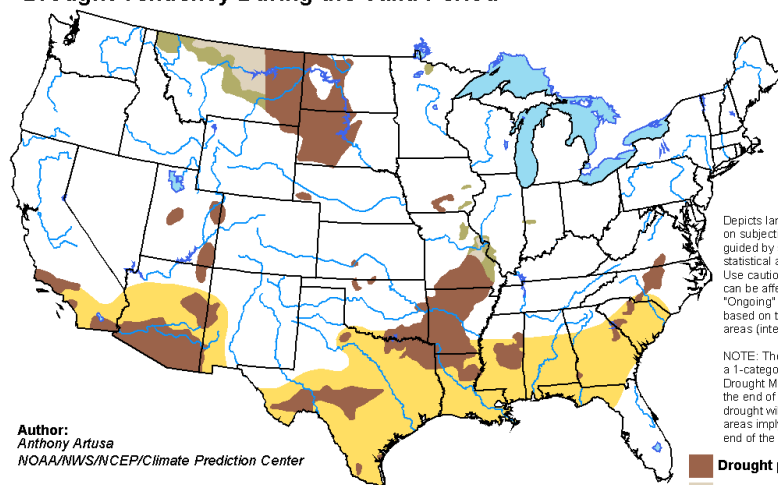 Depicts lar
on subject
guided by
statistical a
Use cautio
can be affe
"Ongoing"
based on t
areas (inte
NOTE: The
a 1-categor
Drought M
the end of
drought wi
areas impl
end of the
Author:
Anthony Artusa
NOAA/NWS/NCEP/Climate Prediction Center
Drought p